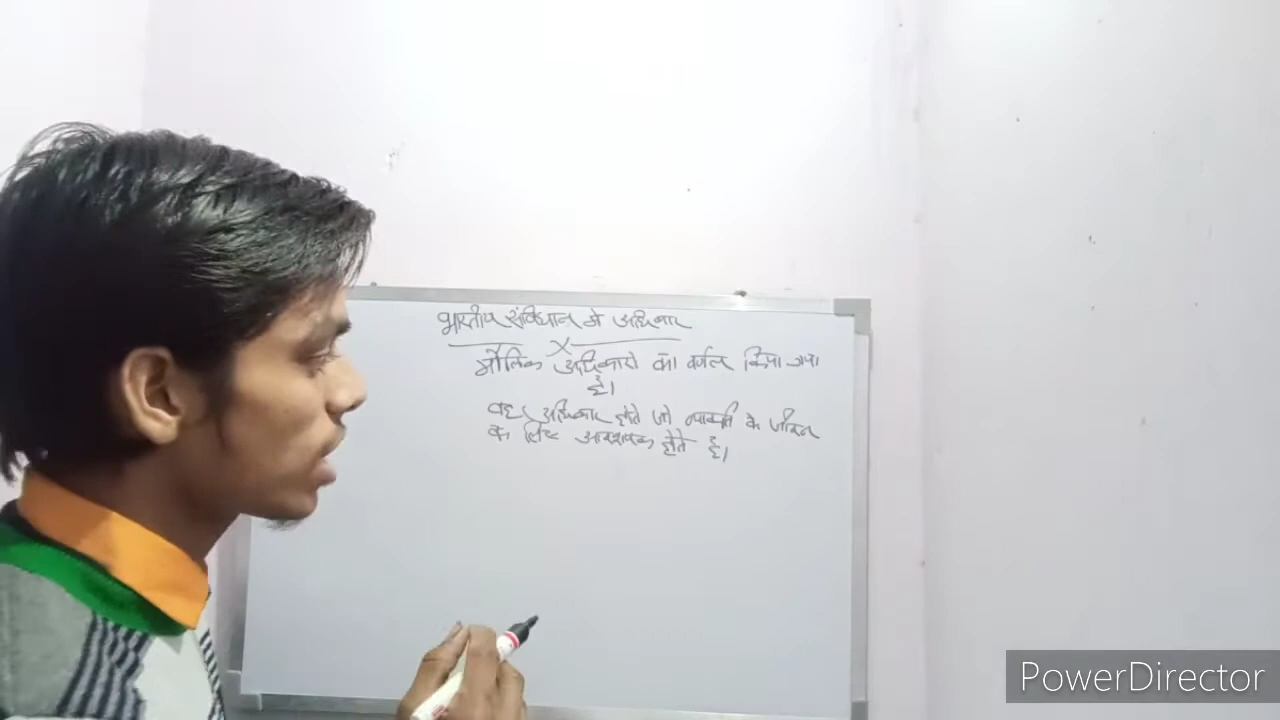 भारतीय संविधान मे अधिकार
मौलिक अधिकारो का वर्णन किया गया
है।
वह अधिकार होते जो व्यक्ति के जीवन
के लिए आवश्यक होते है।
PowerDirector